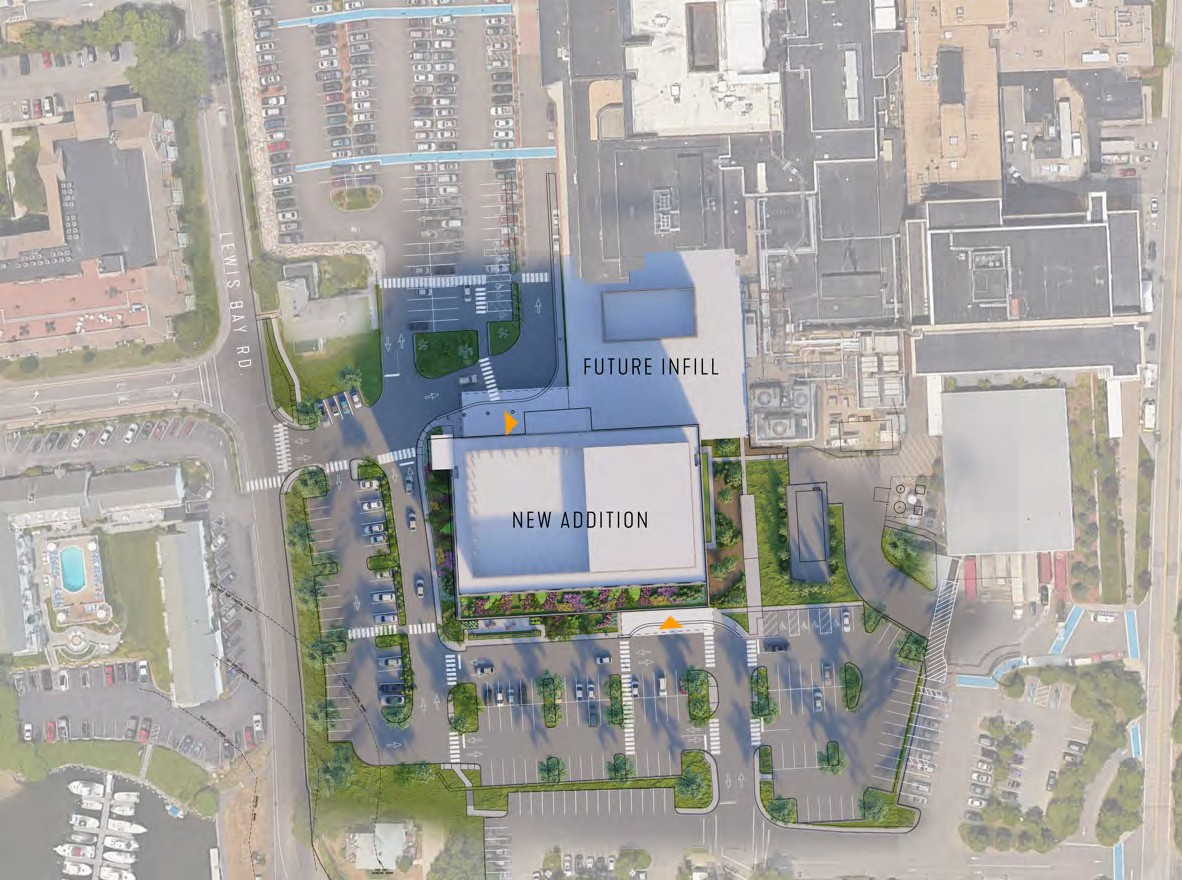 LEWIS BAY RD.
FUTURE INFILL
NEW ADDITION